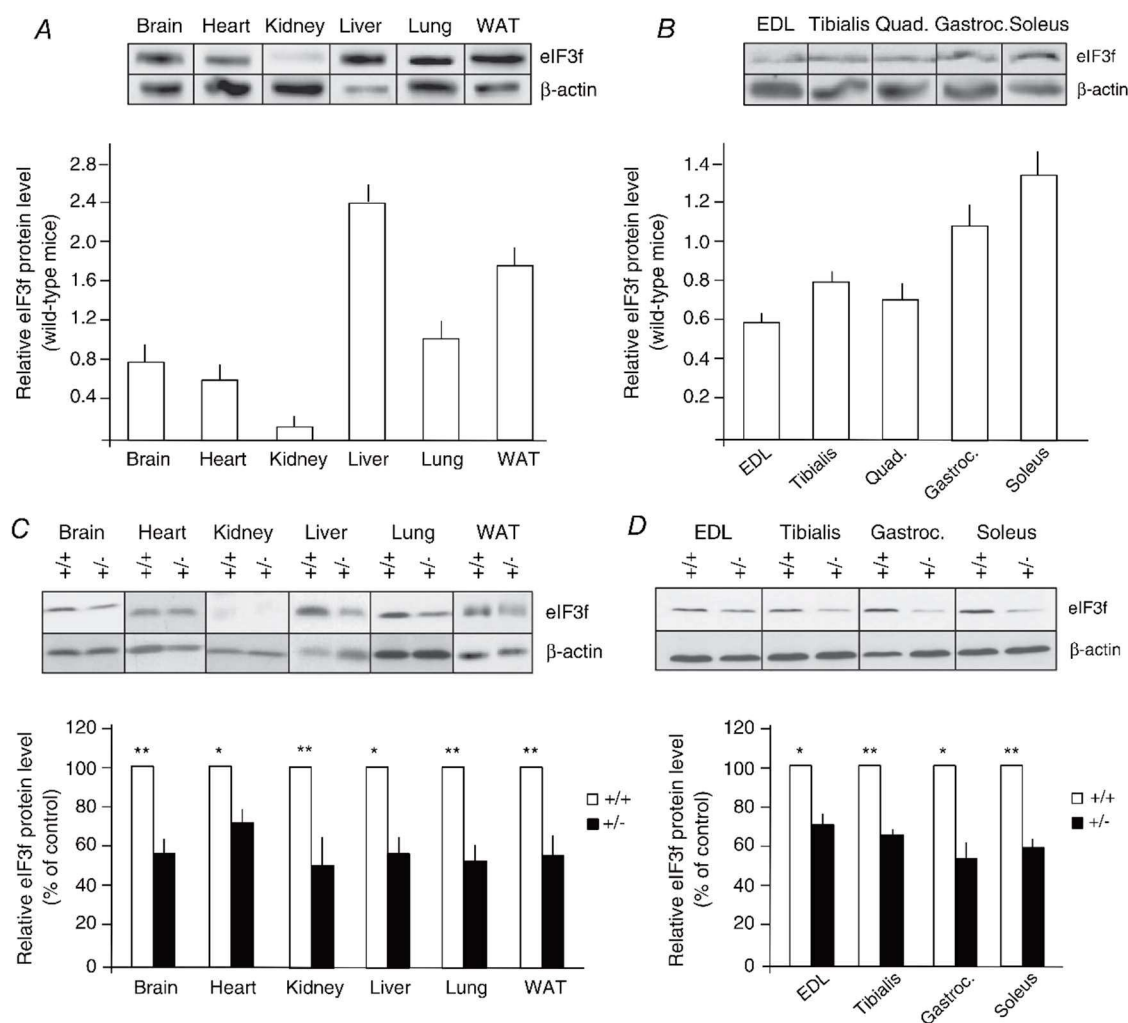 A
Brain Heart Kidney Liver Lung WAT
eIF3f
β-actin
Relative eIF3f protein level
(wild-type mice)
2.8
2.4
2.0
1.6
1.2
0.8
0.4
Brain Heart Kidney Liver Lung WAT
B
EDL Tibialis Quad. Gastroc. Soleus
eIF3f
β-actin
Relative eIF3f protein level
(wild-type mice)
1.4
1.2
1.0
0.8
0.6
0.4
0.2
EDL Tibialis Quad. Gastroc. Soleus
C
Brain Heart Kidney Liver Lung WAT
+/+ +/- +/+ +/- +/+ +/- +/+ +/- +/+ +/- +/+ +/-
eIF3f
β-actin
Relative eIF3f protein level
(% of control)
120
100
80
60
40
20
0
** * ** * ** **
+/+
+/-
Brain Heart Kidney Liver Lung WAT
D
EDL Tibialis Gastroc. Soleus
+/+ +/- +/+ +/- +/+ +/- +/+ +/-
eIF3f
β-actin
Relative eIF3f protein level
(% of control)
120
100
80
60
40
20
0
* ** * **
+/+
+/-
EDL Tibialis Gastroc. Soleus